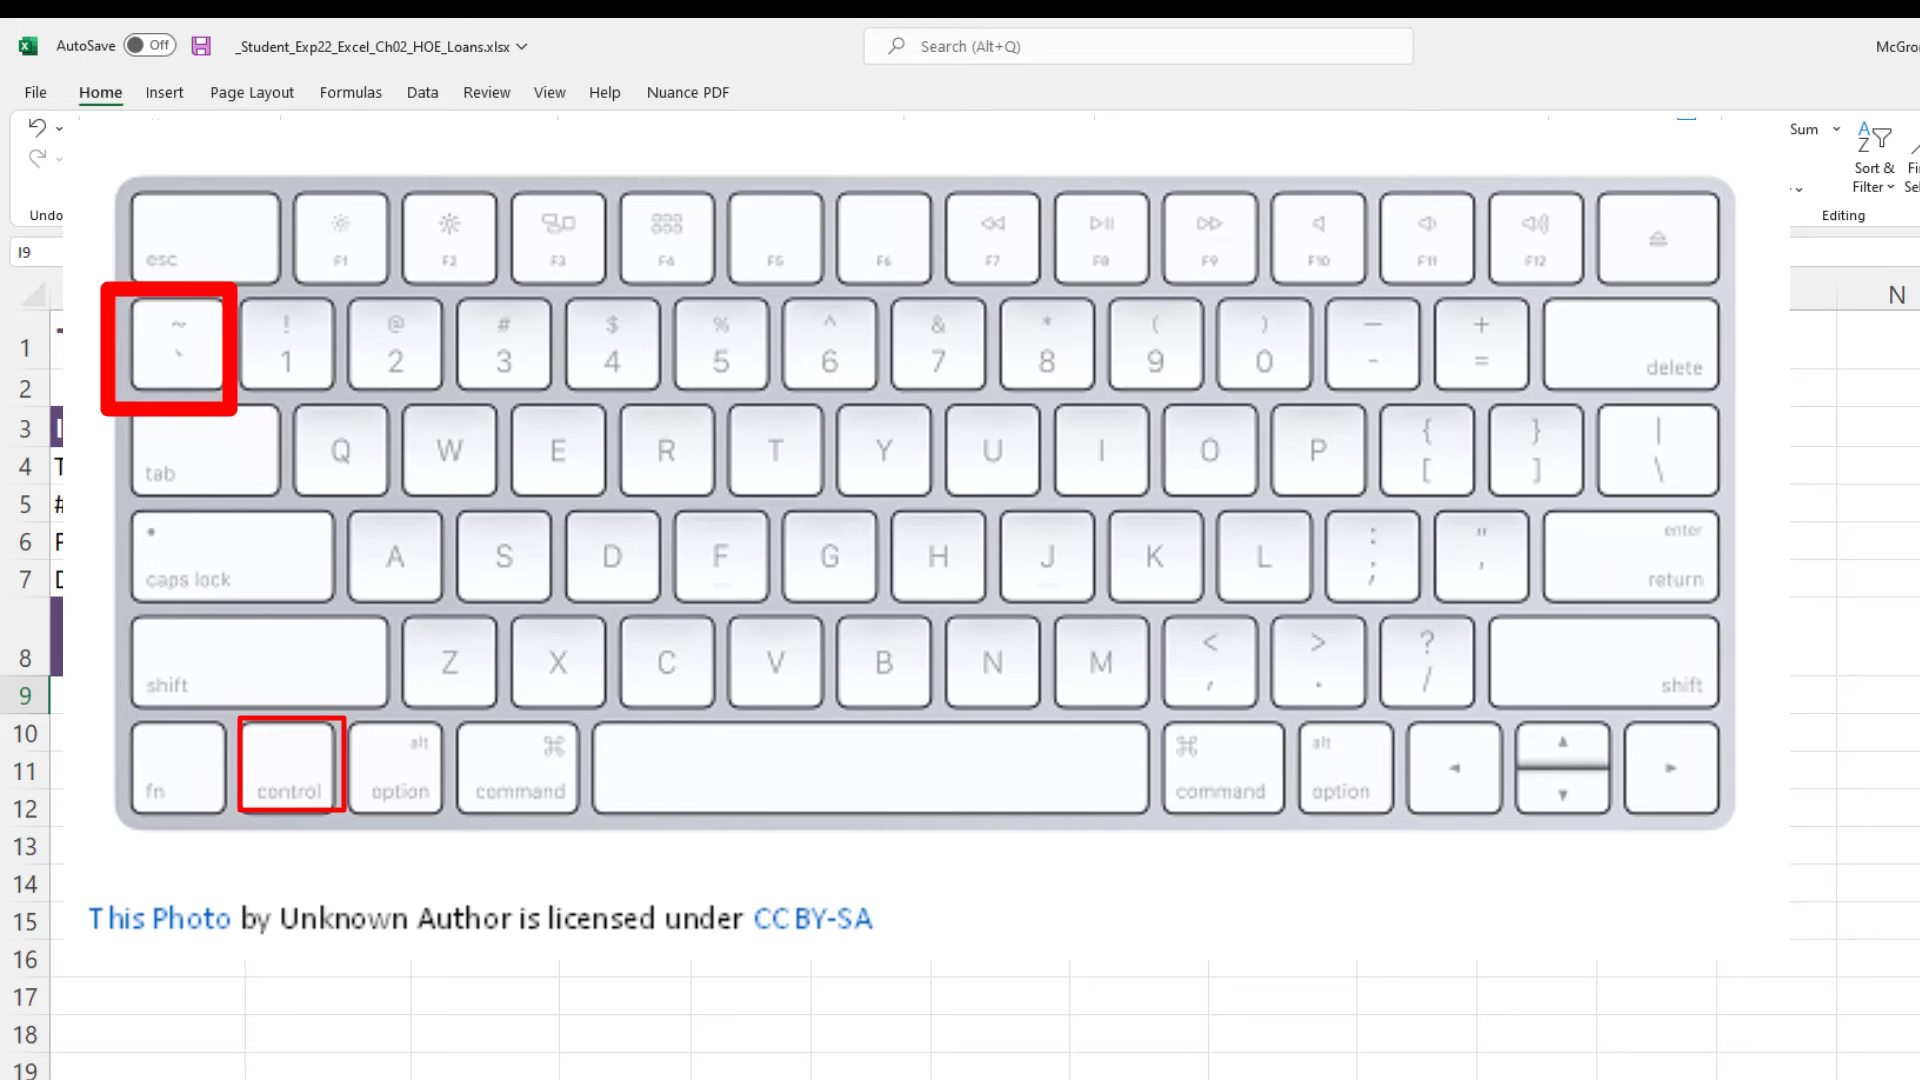 AutoSave Off _Student_Exp22_Excel_Ch02_HOE_Loans.xlsx Search (Alt+Q) McGro
File Home Insert Page Layout Formulas Data Review View Help Nuance PDF
Sum
Sort &
Filter
Undo
Editing
I9
N
esc F1 F2 F3 F4 F5 F6 F7 F8 F9 F10 F11 F12
~ ! @ # $ % ^ & * ( ) — +
` 1 2 3 4 5 6 7 8 9 0 - = delete
tab Q W E R T Y U I O P { [ } ] | \
caps lock A S D F G H J K L : ; " ' enter return
shift Z X C V B N M < , > . ? / shift
fn control alt option ⌘ command ⌘ command alt option ◄ ▲ ▼ ►
1
2
3
4 T
5 #
6
7
8
9
10
11
12
13
14
15
16
17
18
19
This Photo by Unknown Author is licensed under CC BY-SA